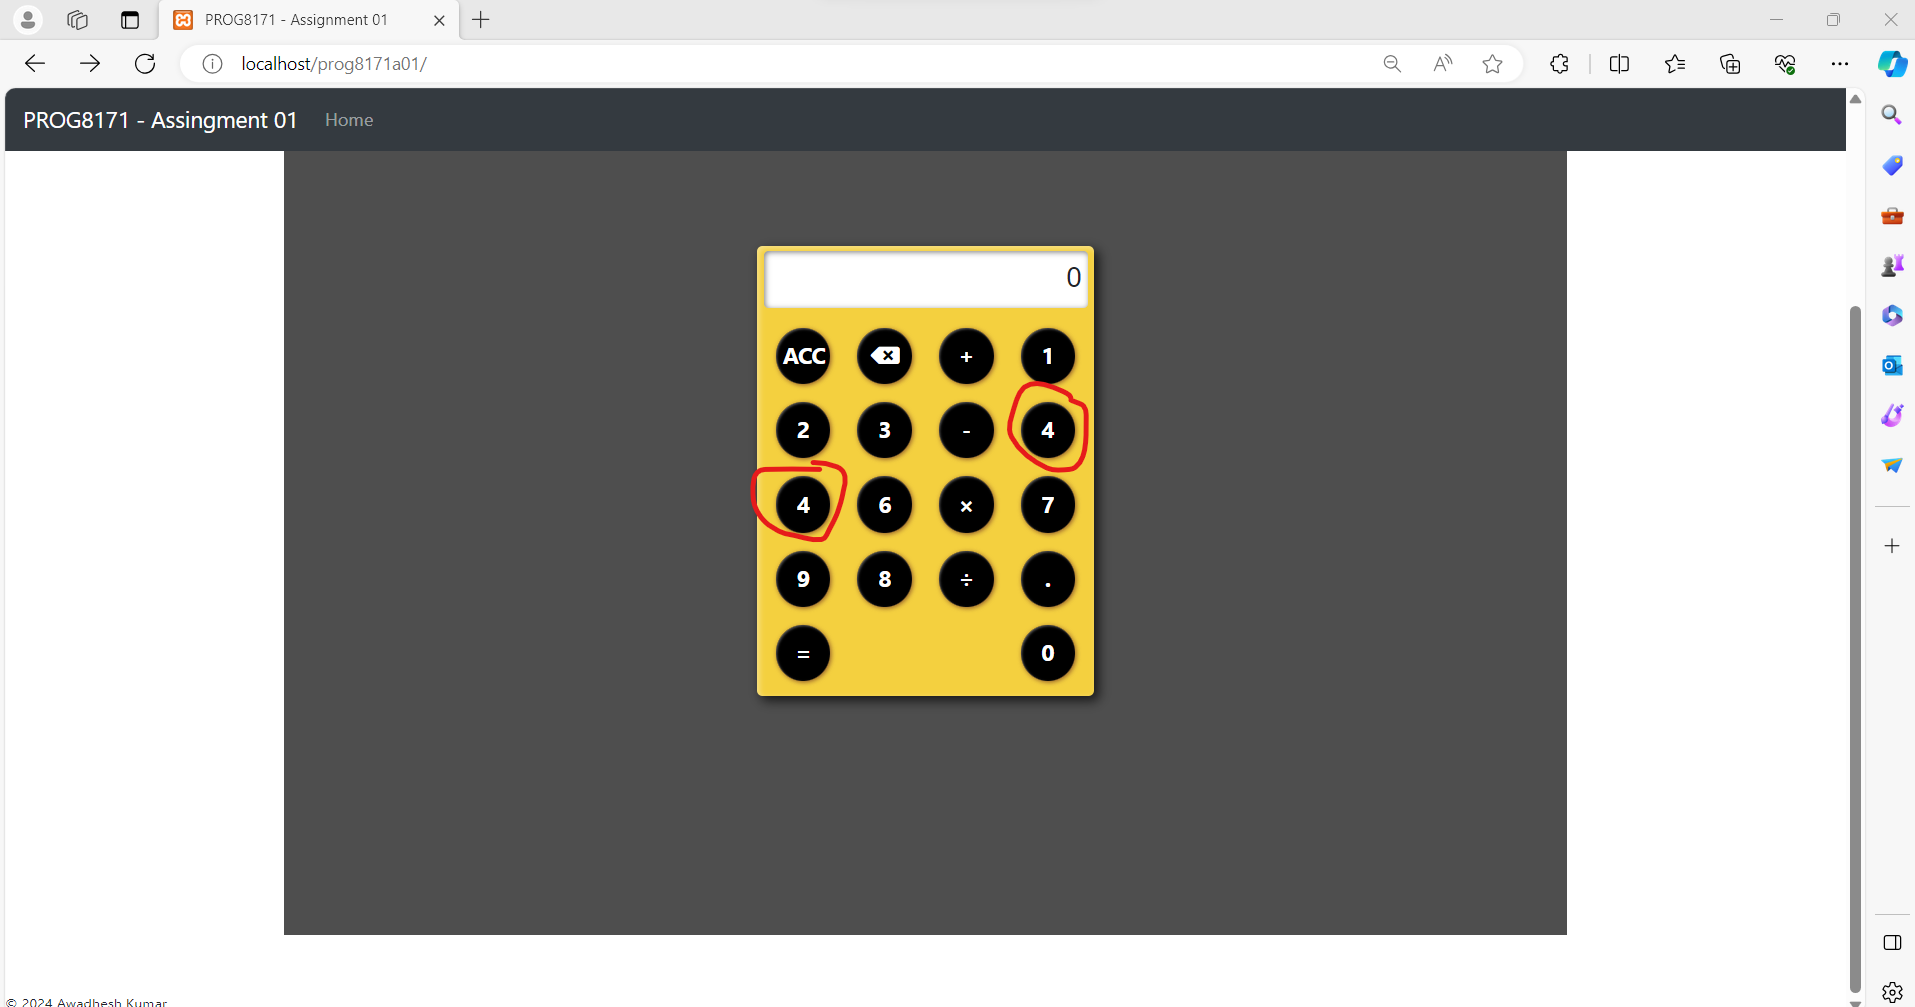 PROG8171 - Assignment 01
localhost/prog8171a01/
PROG8171 - Assingment 01 Home
0
ACC + 1
2 3 - 4
4 6 × 7
9 8 ÷ .
= 0
© 2024 Awadhesh Kumar